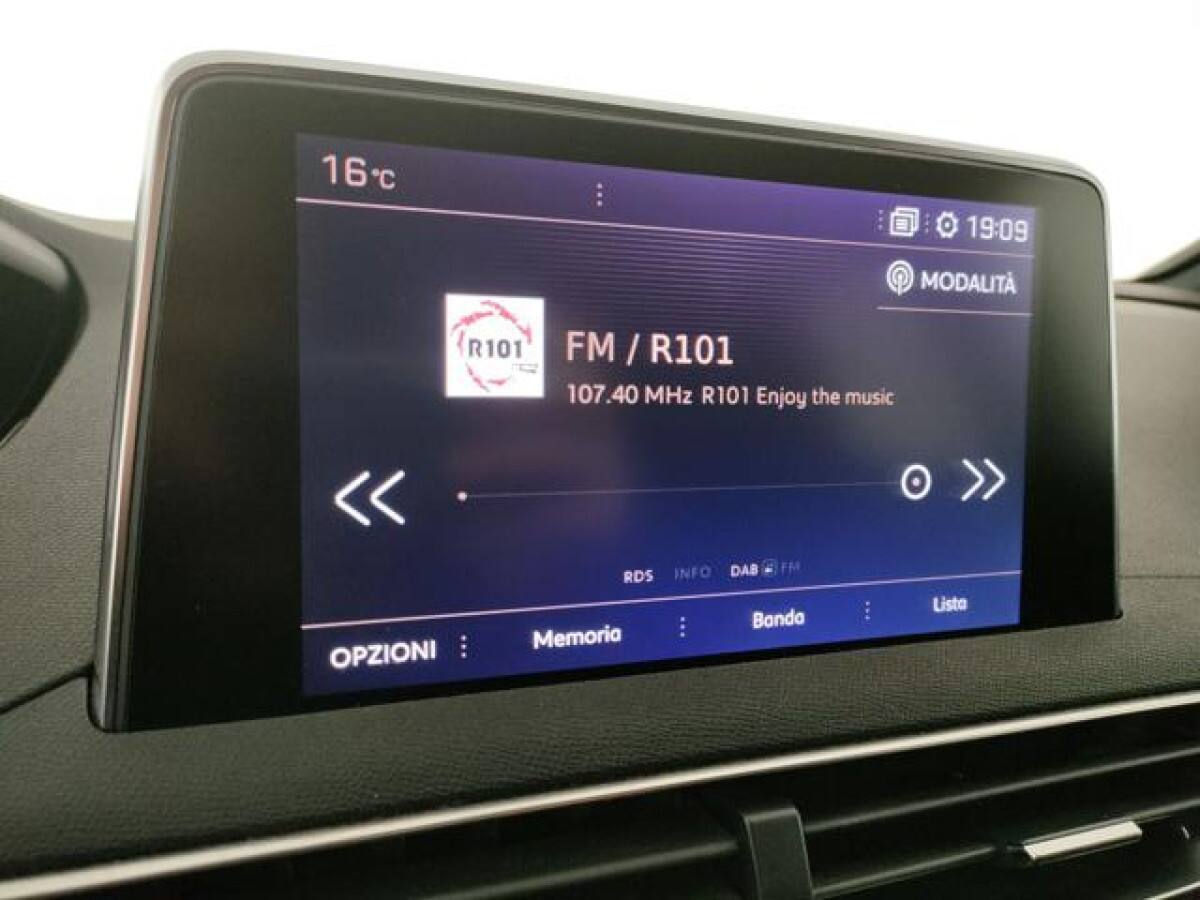 16°C
19:09
MODALITÀ
R101
FM / R101
107.40 MHz R101 Enjoy the music
RDS INFO DAB FM
OPZIONI Memoria Banda Lista